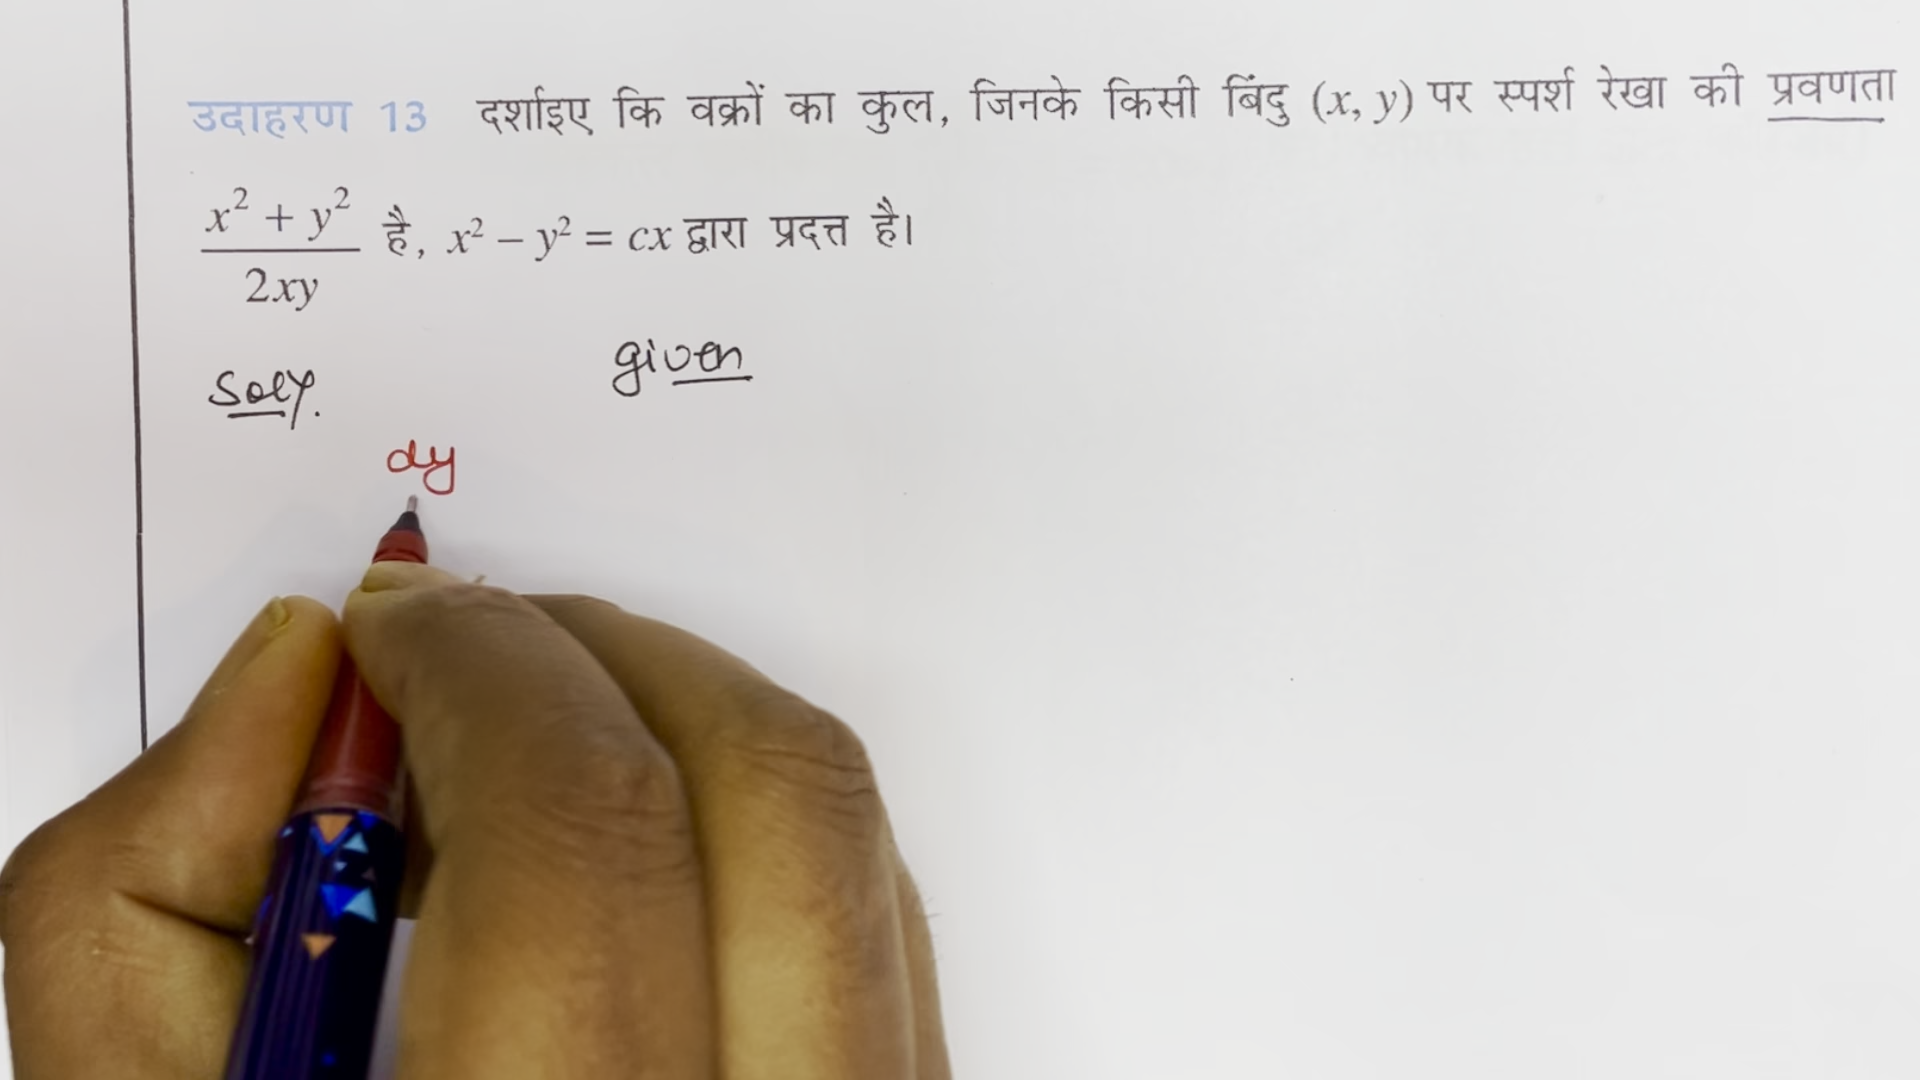 उदाहरण 13 दर्शाइए कि वक्रों का कुल, जिनके किसी बिंदु (x, y) पर स्पर्श रेखा की प्रवणता
x² + y²
2xy
है, x² – y² = cx द्वारा प्रदत्त है।
given
Solⁿ.
dy